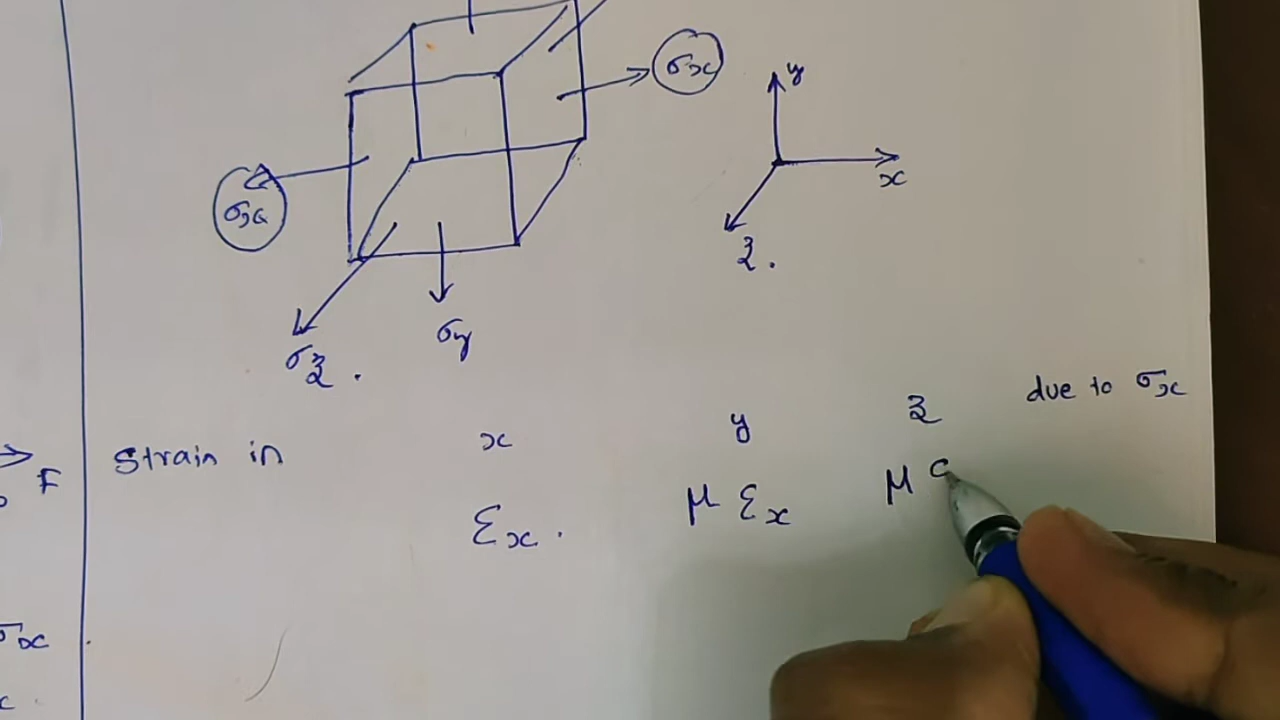 σx
y
x
σx
z.
σy
σz.
due to σx
x y z
Strain in
F
εx. μ εx μ
σx